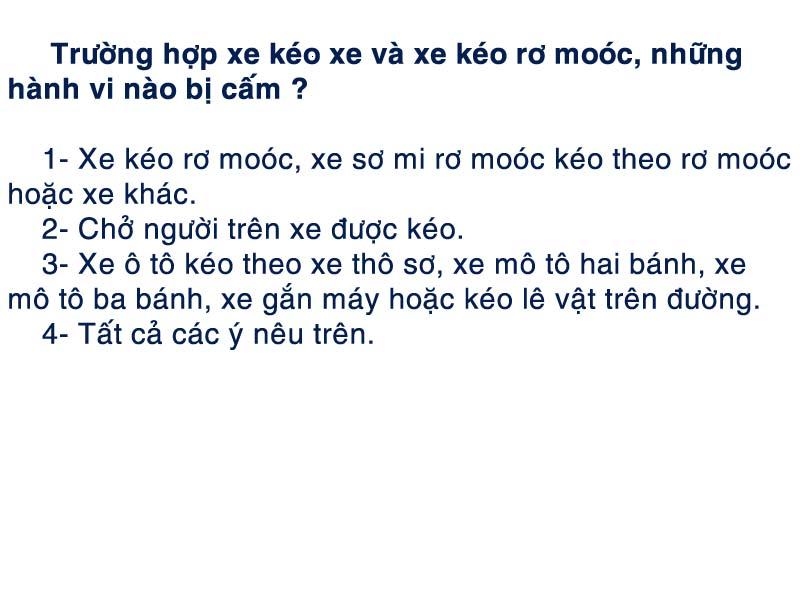 Trường hợp xe kéo xe và xe kéo rơ moóc, những
hành vi nào bị cấm ?
1- Xe kéo rơ moóc, xe sơ mi rơ moóc kéo theo rơ moóc
hoặc xe khác.
2- Chở người trên xe được kéo.
3- Xe ô tô kéo theo xe thô sơ, xe mô tô hai bánh, xe
mô tô ba bánh, xe gắn máy hoặc kéo lê vật trên đường.
4- Tất cả các ý nêu trên.